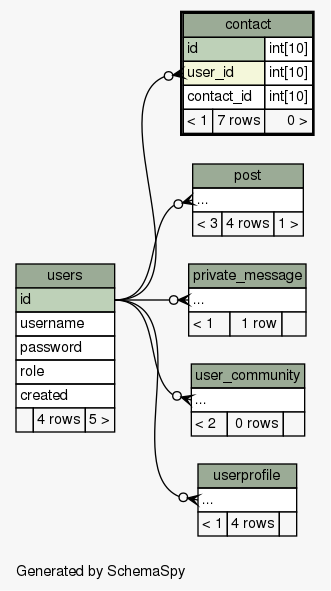 contact
id int[10]
user_id int[10]
contact_id int[10]
< 1 7 rows 0 >
post
...
< 3 4 rows 1 >
users
id
username
password
role
created
4 rows 5 >
private_message
...
< 1 1 row
user_community
...
< 2 0 rows
userprofile
...
< 1 4 rows
Generated by SchemaSpy